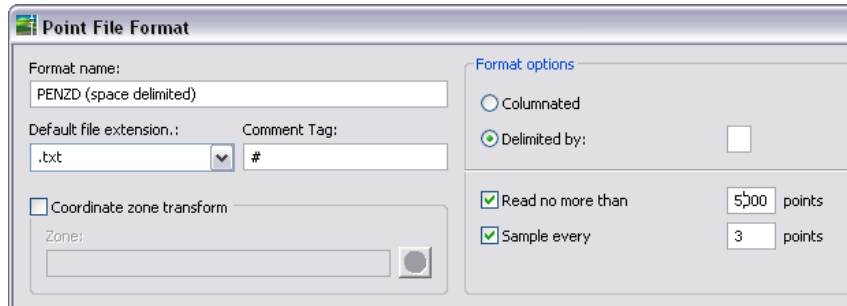 Point File Format
Format name:
PENZD (space delimited)
Default file extension.:
Comment Tag:
.txt
#
Coordinate zone transform
Zone:
Format options
Columnated
Delimited by:
Read no more than points
Sample every 3 points